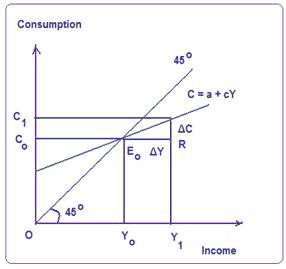 Consumption
45°
C = a + cY
C1
ΔC
Co
R
Eo ΔY
45°
O
Yo
Y1
Income